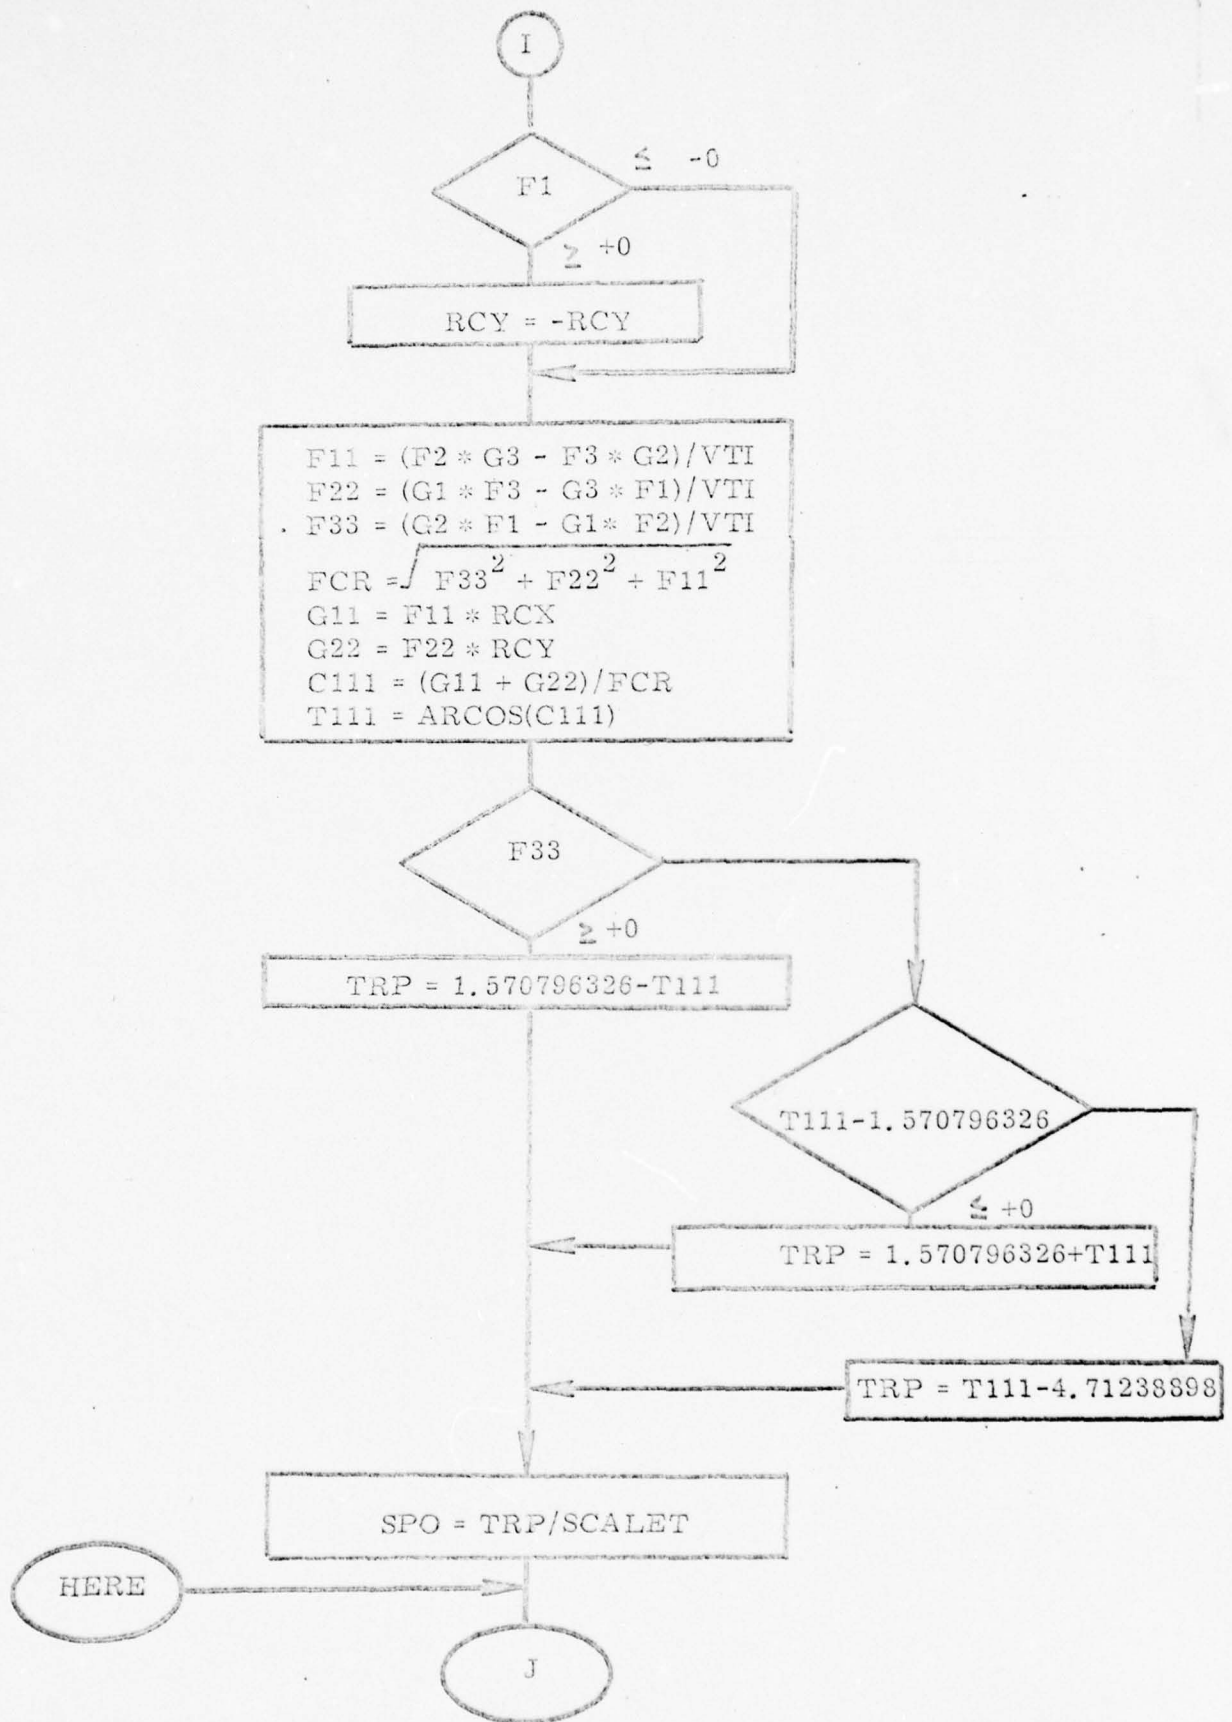 I
F1
≤ -0
≥ +0
RCY = -RCY
F11 = (F2 * G3 - F3 * G2)/VTI
F22 = (G1 * F3 - G3 * F1)/VTI
F33 = (G2 * F1 - G1* F2)/VTI
FCR = √F33² + F22² + F11²
G11 = F11 * RCX
G22 = F22 * RCY
C111 = (G11 + G22)/FCR
T111 = ARCOS(C111)
F33
≥ +0
TRP = 1.570796326-T111
T111-1.570796326
≤ +0
TRP = 1.570796326+T111
TRP = T111-4.71238898
SPO = TRP/SCALET
HERE
J